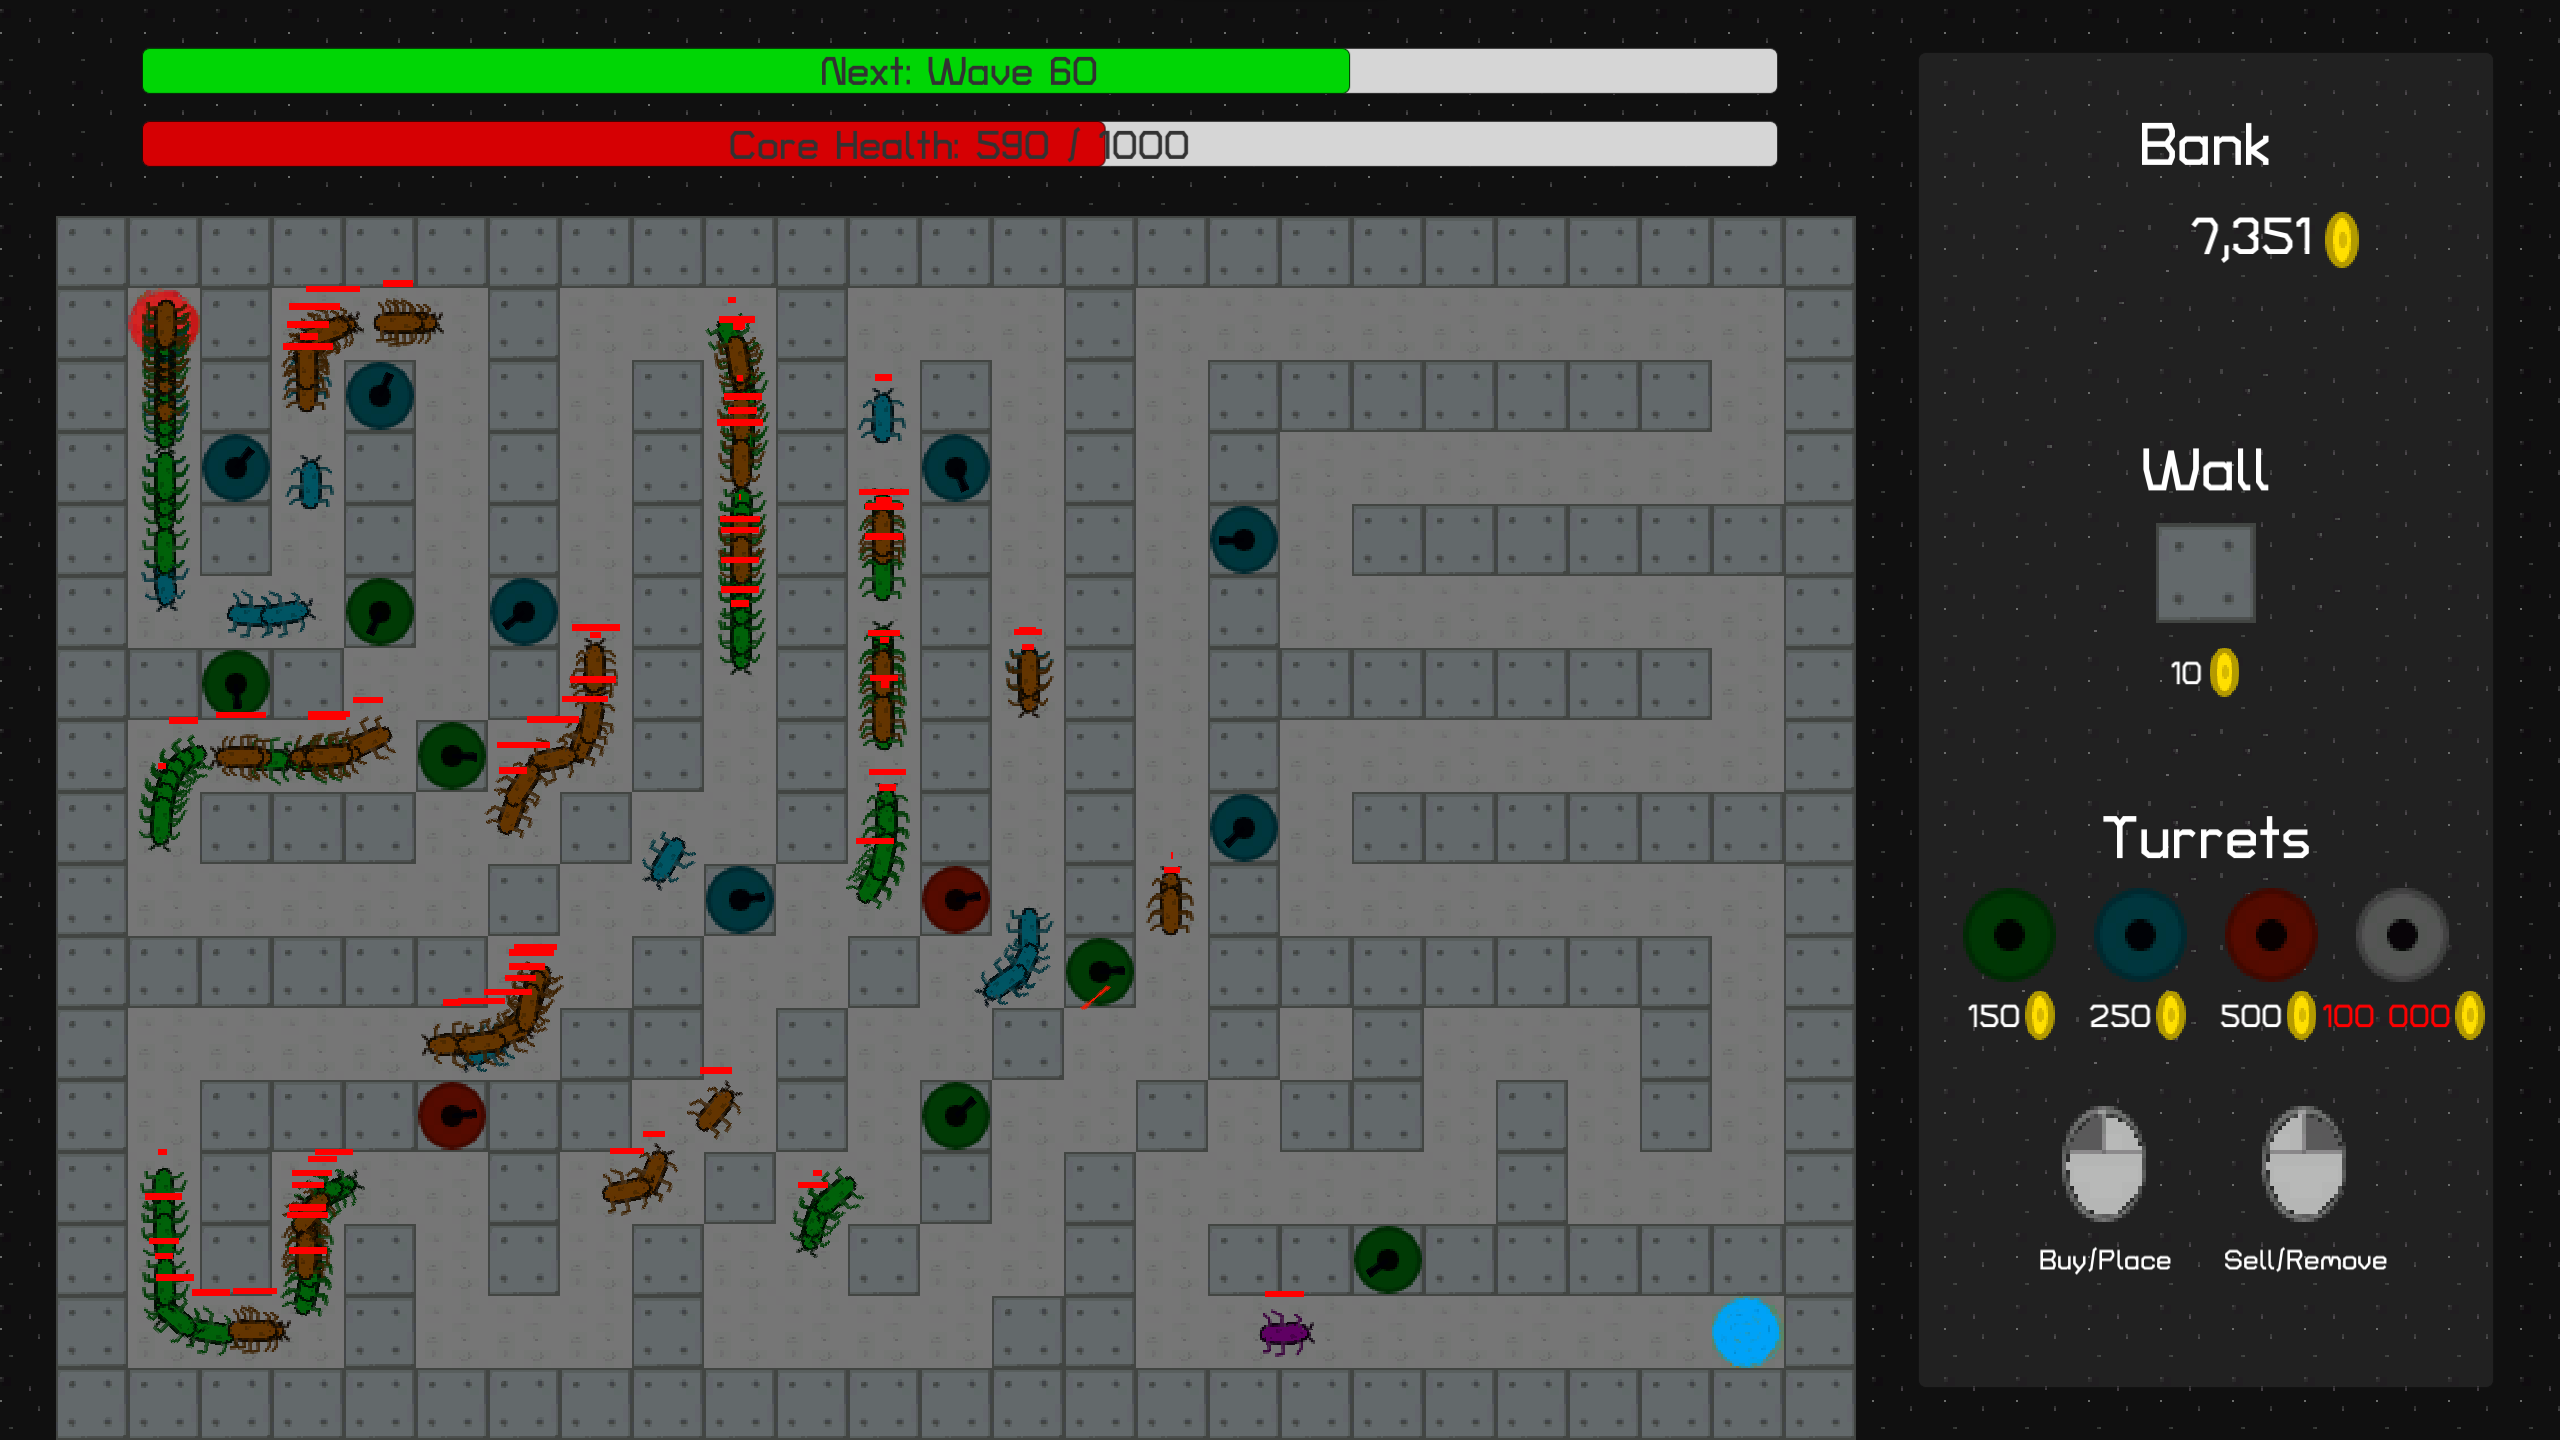 Next: Wave 60
Core Health: 590 / 1000
Bank
7,351
Wall
10
Turrets
150 250 500 100 000
Buy/Place Sell/Remove